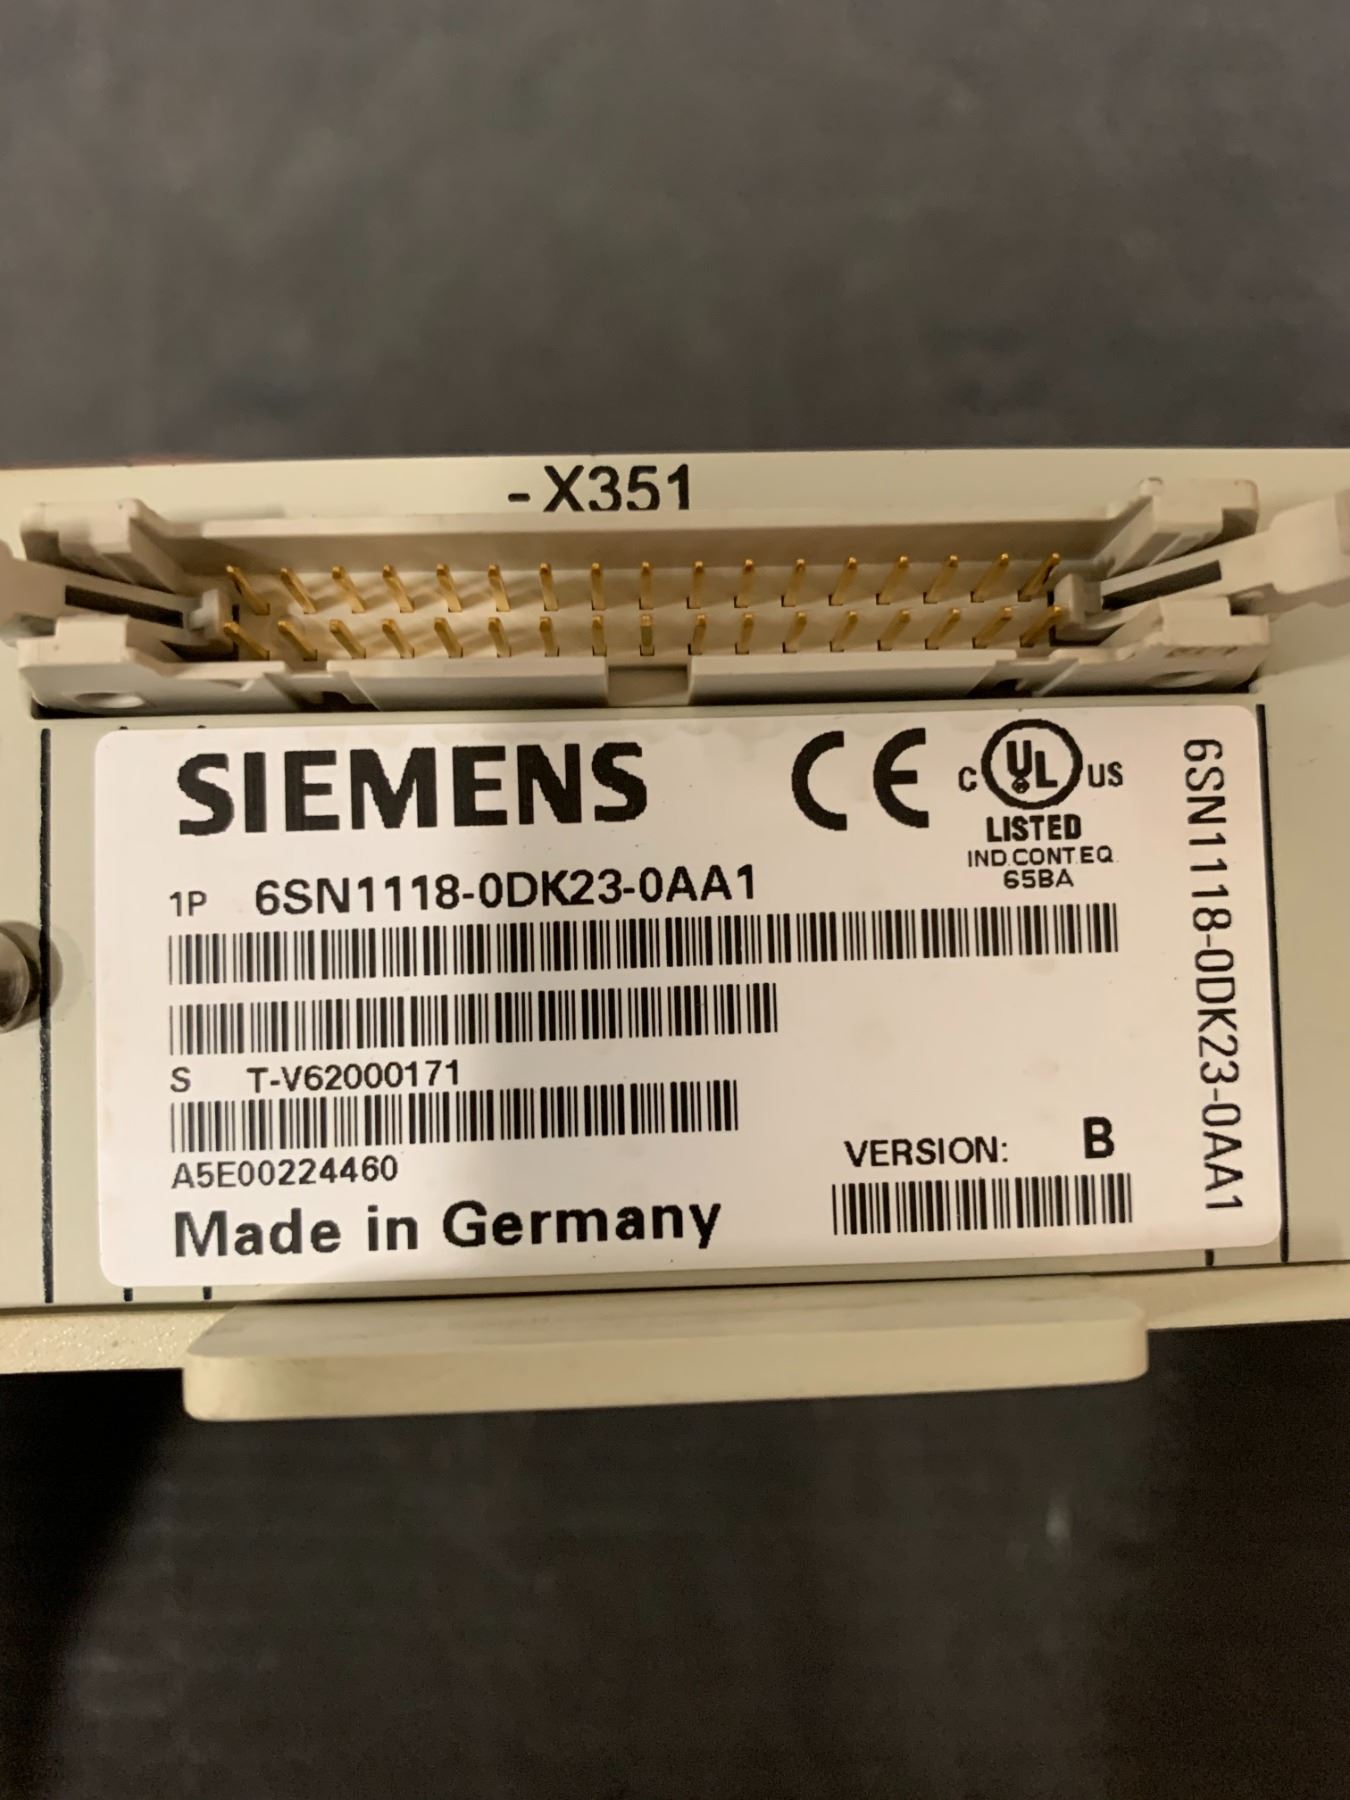 -X351
SIEMENS
CE
C UL US
LISTED
IND.CONT.EQ.
65BA
1P 6SN1118-0DK23-0AA1
S T-V62000171
A5E00224460
VERSION: B
Made in Germany
6SN1118-0DK23-0AA1